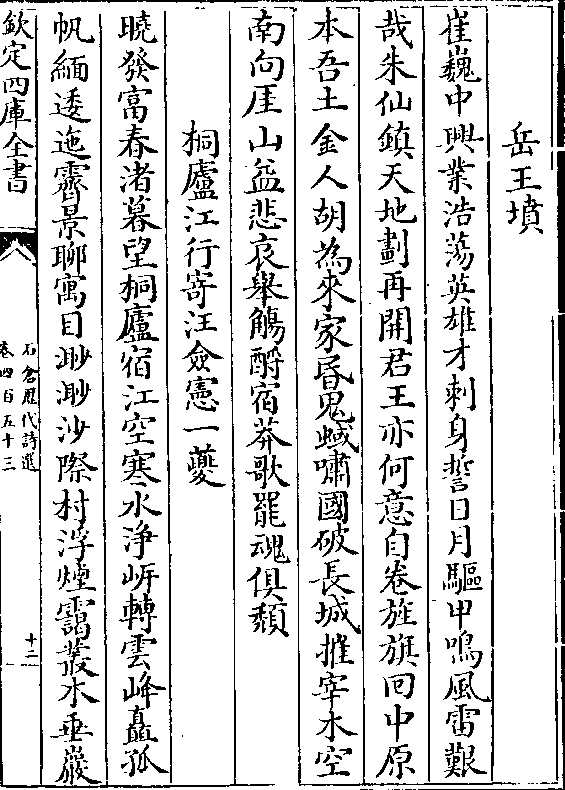 岳王墳
崔巍中興業浩蕩英雄才刺身誓日月驅甲鳴風雷艱
哉朱仙鎮天地劃再開君王亦何意自卷旌旗回中原
本吾土金人胡為來家昏鬼蜮嘯國破長城摧宰木空
南向厓山益悲哀舉觴酹宿莽歌罷魂俱頽
桐廬江行寄汪僉憲一夔
曉發富春渚暮望桐廬宿江空寒水浄㟁轉雲峰矗孤
帆緬逶迤霽景聊寓目渺渺沙際村浮煙靄叢木垂巖
欽定四庫全書
石倉歴代詩選
卷四百五十三
十二